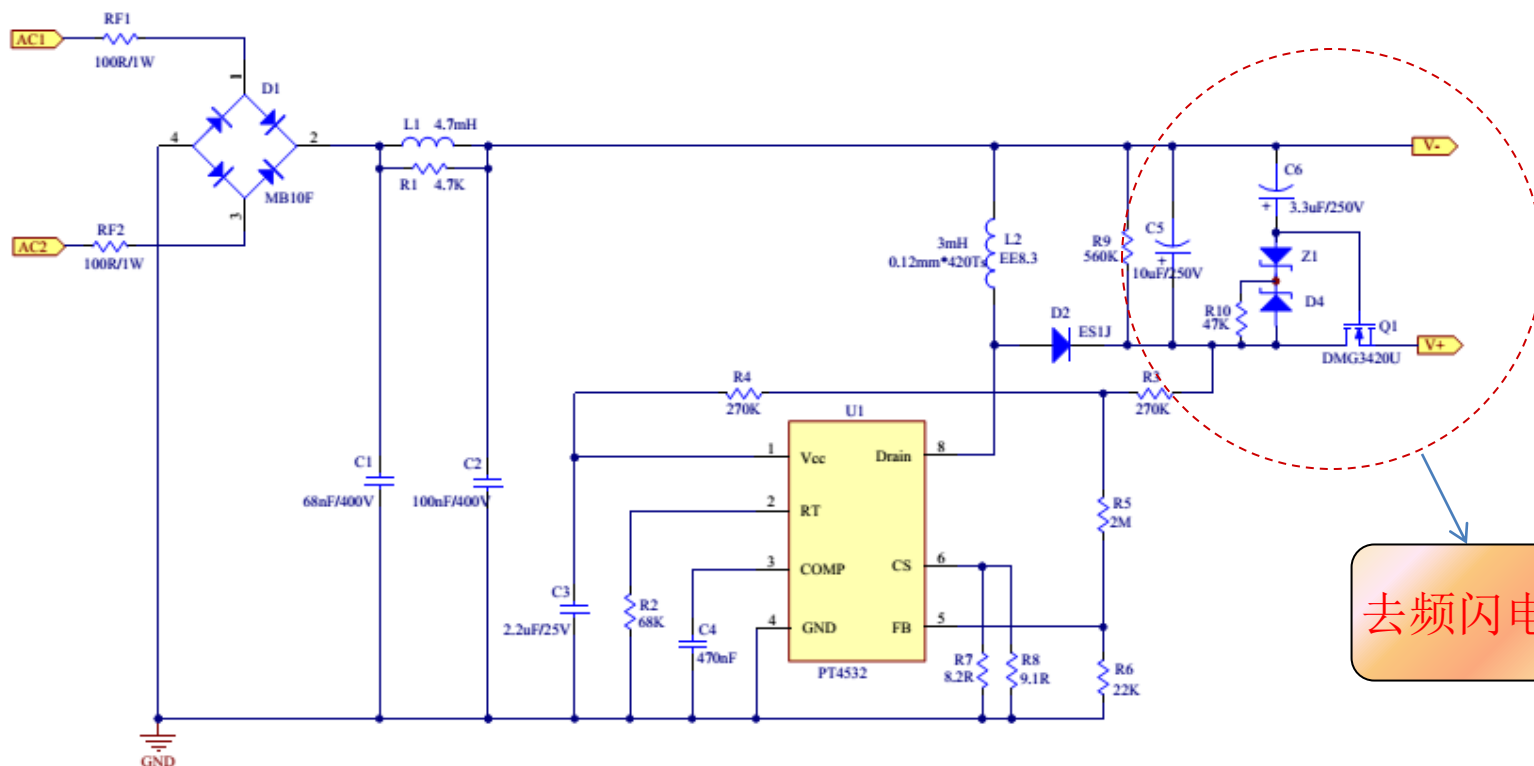 AC1
RF1
100R/1W
1
D1
4
2
MB10F
3
AC2
RF2
100R/1W
L1 4.7mH
R1 4.7K
V-
C6
3.3uF/250V
3mH
0.12mm*420Ts
L2
EE8.3
R9
560K
C5
10uF/250V
Z1
D4
R10
47K
Q1
DMG3420U
V+
D2
ES1J
R4
270K
R3
270K
U1
1
Vcc
Drain
8
2
RT
3
COMP
CS
6
4
GND
FB
5
PT4532
C1
68nF/400V
C2
100nF/400V
C3
2.2uF/25V
R2
68K
C4
470nF
R5
2M
R7
8.2R
R8
9.1R
R6
22K
GND
去频闪电